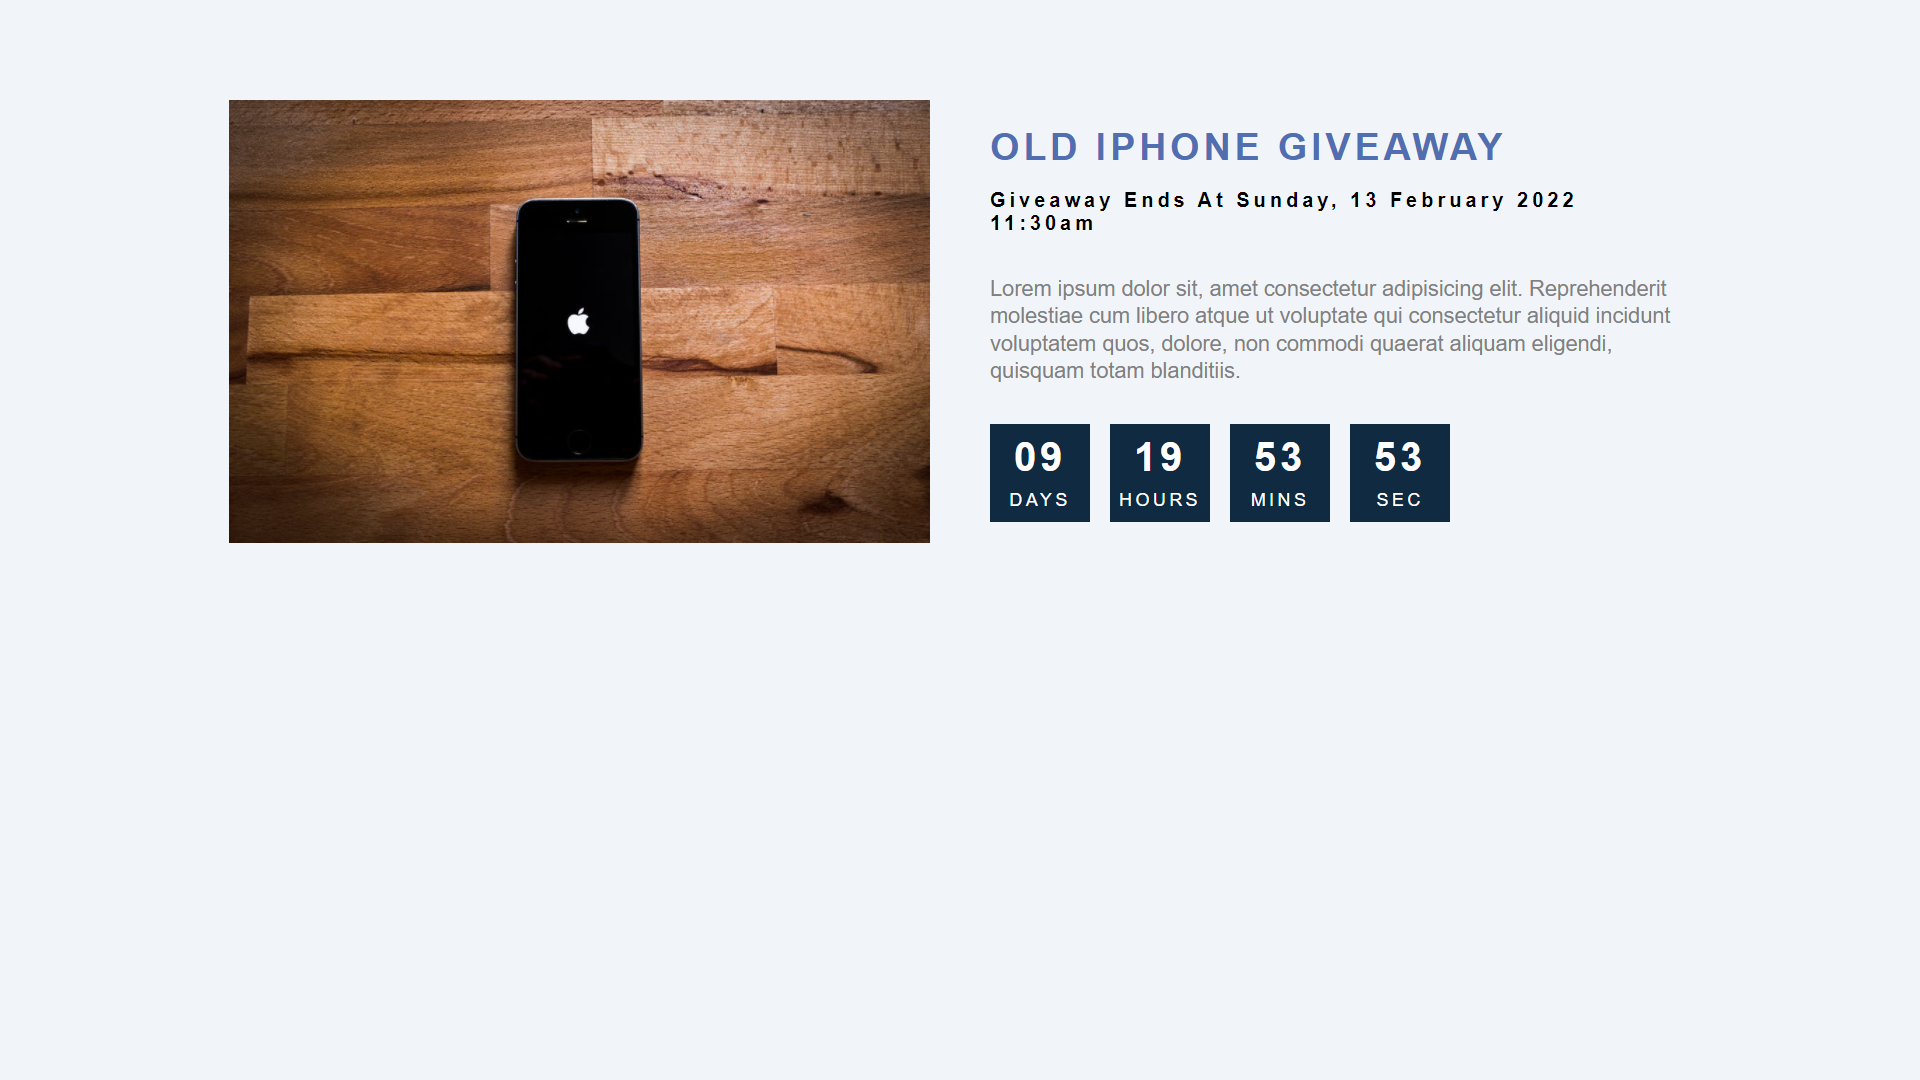 OLD IPHONE GIVEAWAY
Giveaway Ends At Sunday, 13 February 2022
11:30am
Lorem ipsum dolor sit, amet consectetur adipisicing elit. Reprehenderit
molestiae cum libero atque ut voluptate qui consectetur aliquid incidunt
voluptatem quos, dolore, non commodi quaerat aliquam eligendi,
quisquam totam blanditiis.
09 19 53 53
DAYS HOURS MINS SEC